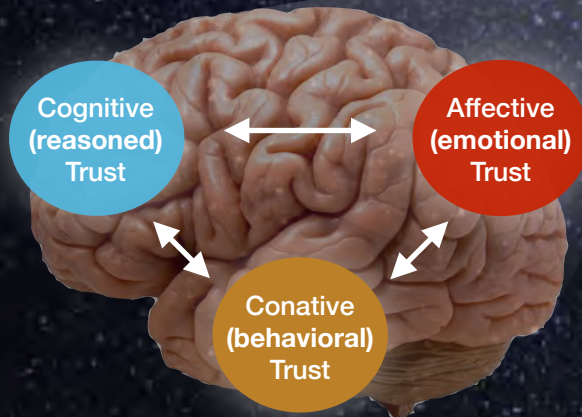 Cognitive
(reasoned)
Trust
Affective
(emotional)
Trust
Conative
(behavioral)
Trust